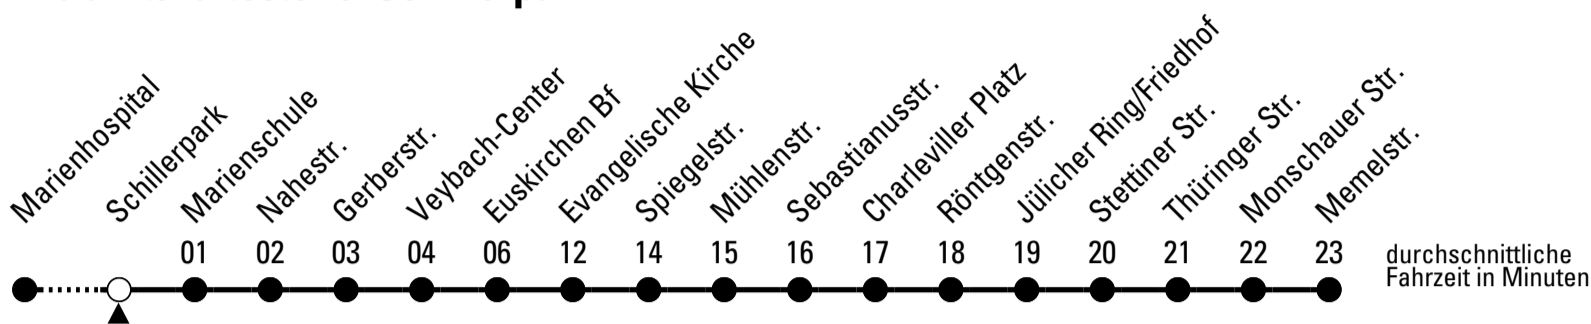 Marienhospital
Schillerpark
Marienschule
Nahestr.
Gerberstr.
Veybach-Center
Euskirchen Bf
Evangelische Kirche
Spiegelstr.
Mühlenstr.
Sebastianusstr.
Charleviller Platz
Röntgenstr.
Jülicher Ring/Friedhof
Stettiner Str.
Thüringer Str.
Monschauer Str.
Memelstr.
01 02 03 04 06 12 14 15 16 17 18 19 20 21 22 23
durchschnittliche
Fahrzeit in Minuten